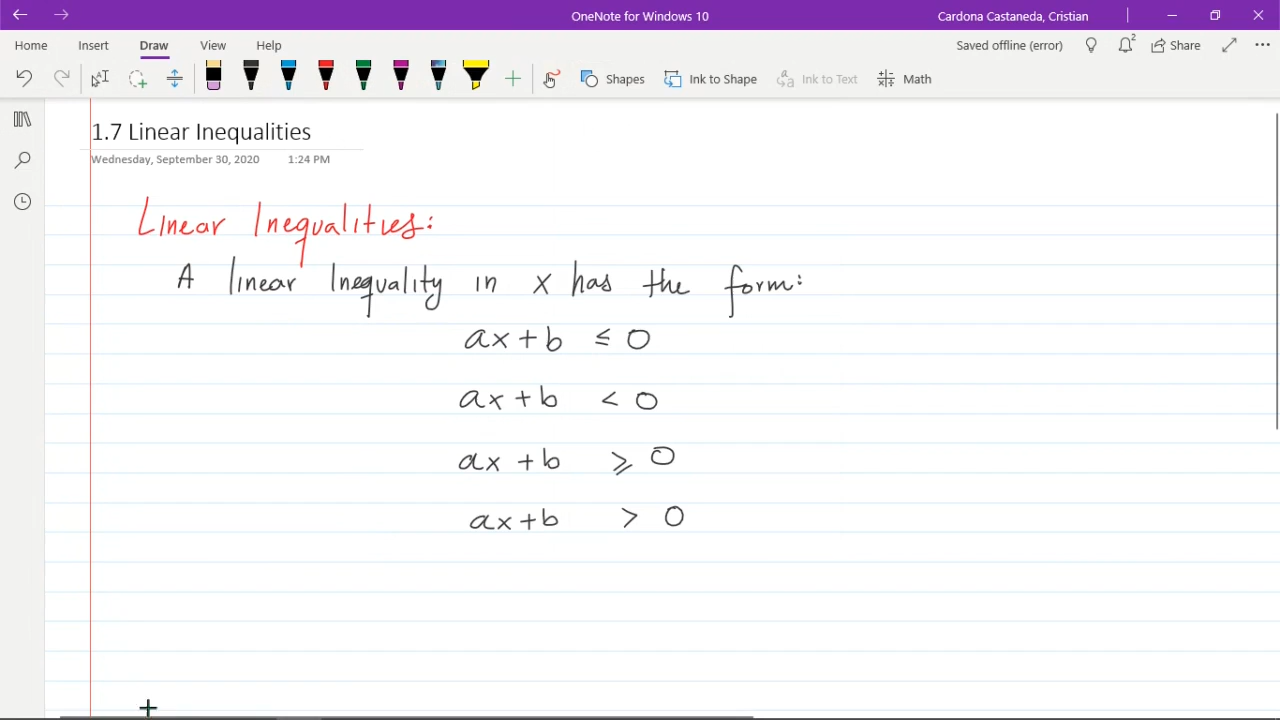 OneNote for Windows 10
Cardona Castaneda, Cristian
Home Insert Draw View Help
Saved offline (error)
Share
Shapes
Ink to Shape
Ink to Text
Math
1.7 Linear Inequalities
Wednesday, September 30, 2020 1:24 PM
Linear Inequalities:
A linear Inequality in x has the form:
ax+b ≤ 0
ax+b < 0
ax+b ⩾ 0
ax+b > 0